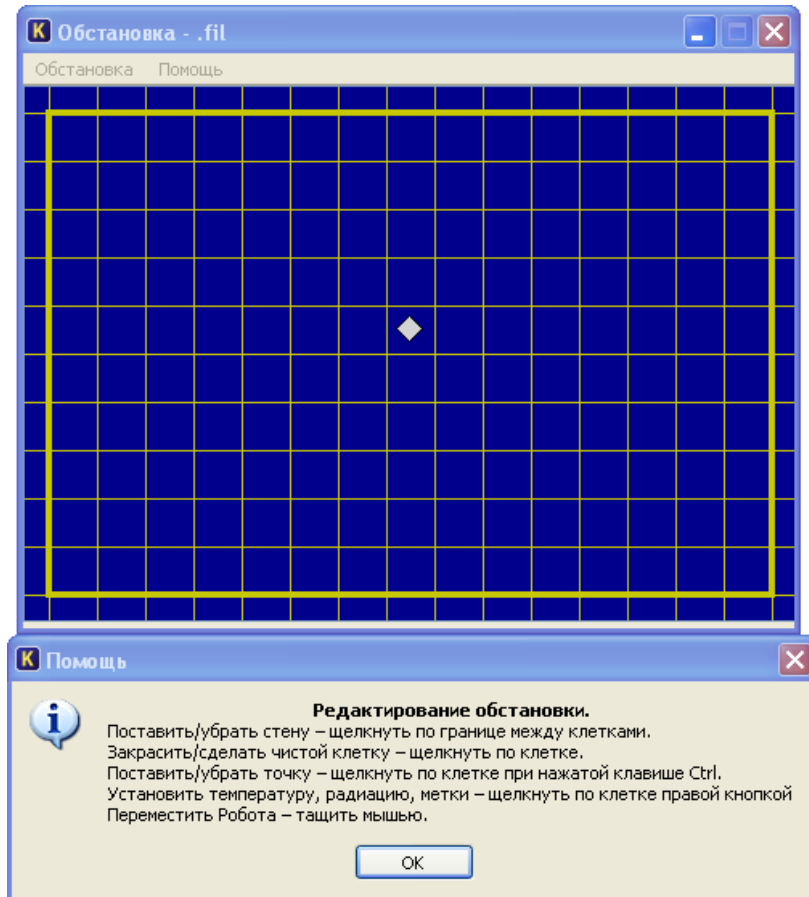 K Обстановка - .fil
Обстановка Помощь
K Помощь
Редактирование обстановки.
Поставить/убрать стену – щелкнуть по границе между клетками.
Закрасить/сделать чистой клетку – щелкнуть по клетке.
Поставить/убрать точку – щелкнуть по клетке при нажатой клавише Ctrl.
Установить температуру, радиацию, метки – щелкнуть по клетке правой кнопкой
Переместить Робота – тащить мышью.
OK